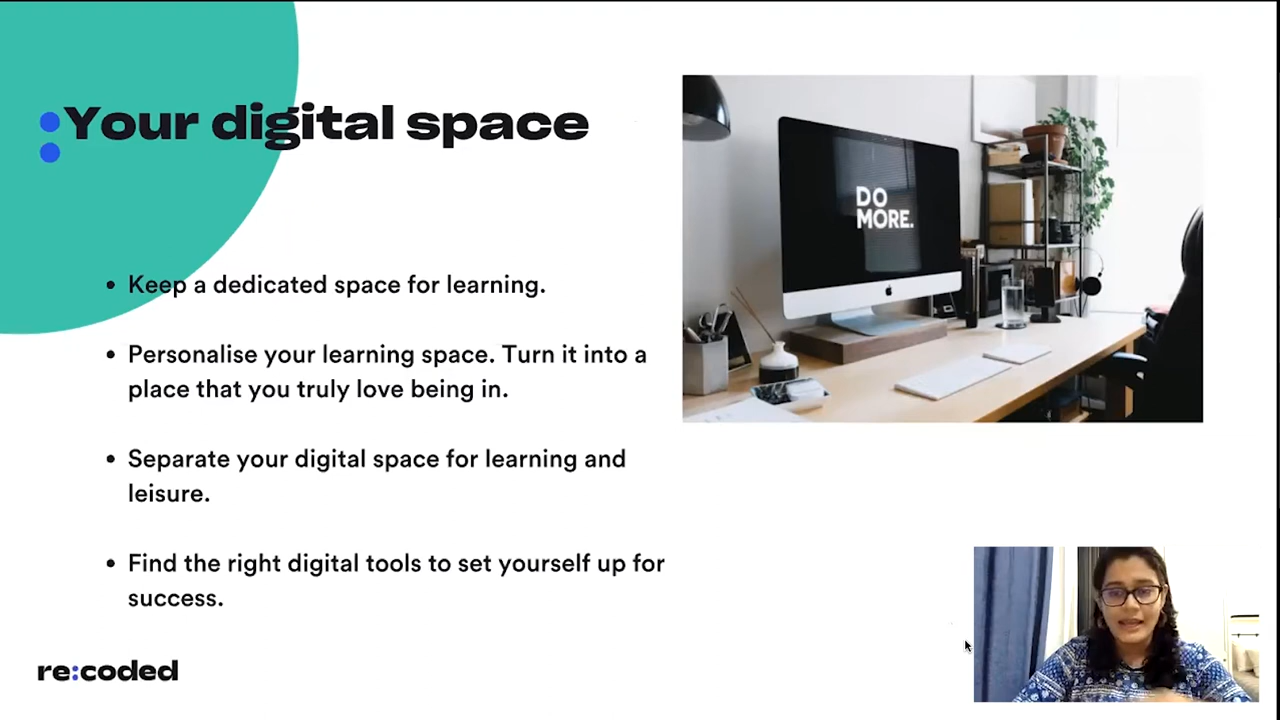 Your digital space
DO
MORE.
• Keep a dedicated space for learning.
• Personalise your learning space. Turn it into a
place that you truly love being in.
• Separate your digital space for learning and
leisure.
• Find the right digital tools to set yourself up for
success.
re:coded